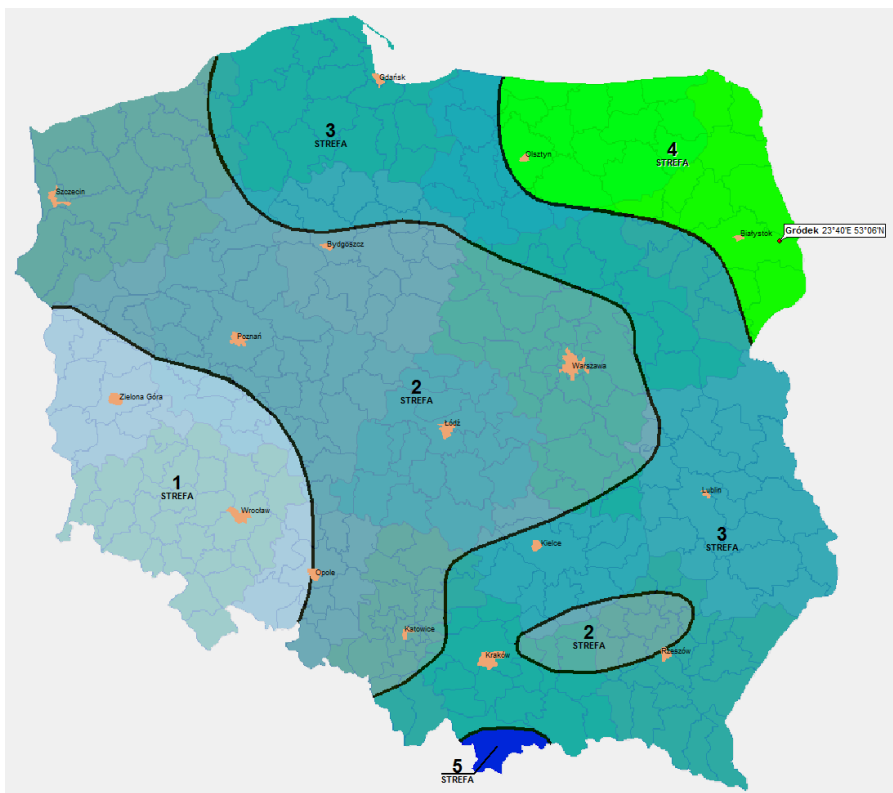 Gdańsk
3
STREFA
4
STREFA
Olsztyn
Szczecin
Gródek 23°40'E 53°06'N
Białystok
Bydgoszcz
Poznań
Warszawa
2
STREFA
Zielona Góra
Łódź
1
STREFA
Lublin
Wrocław
3
STREFA
Kielce
Opole
Katowice
2
STREFA
Kraków
Rzeszów
5
STREFA